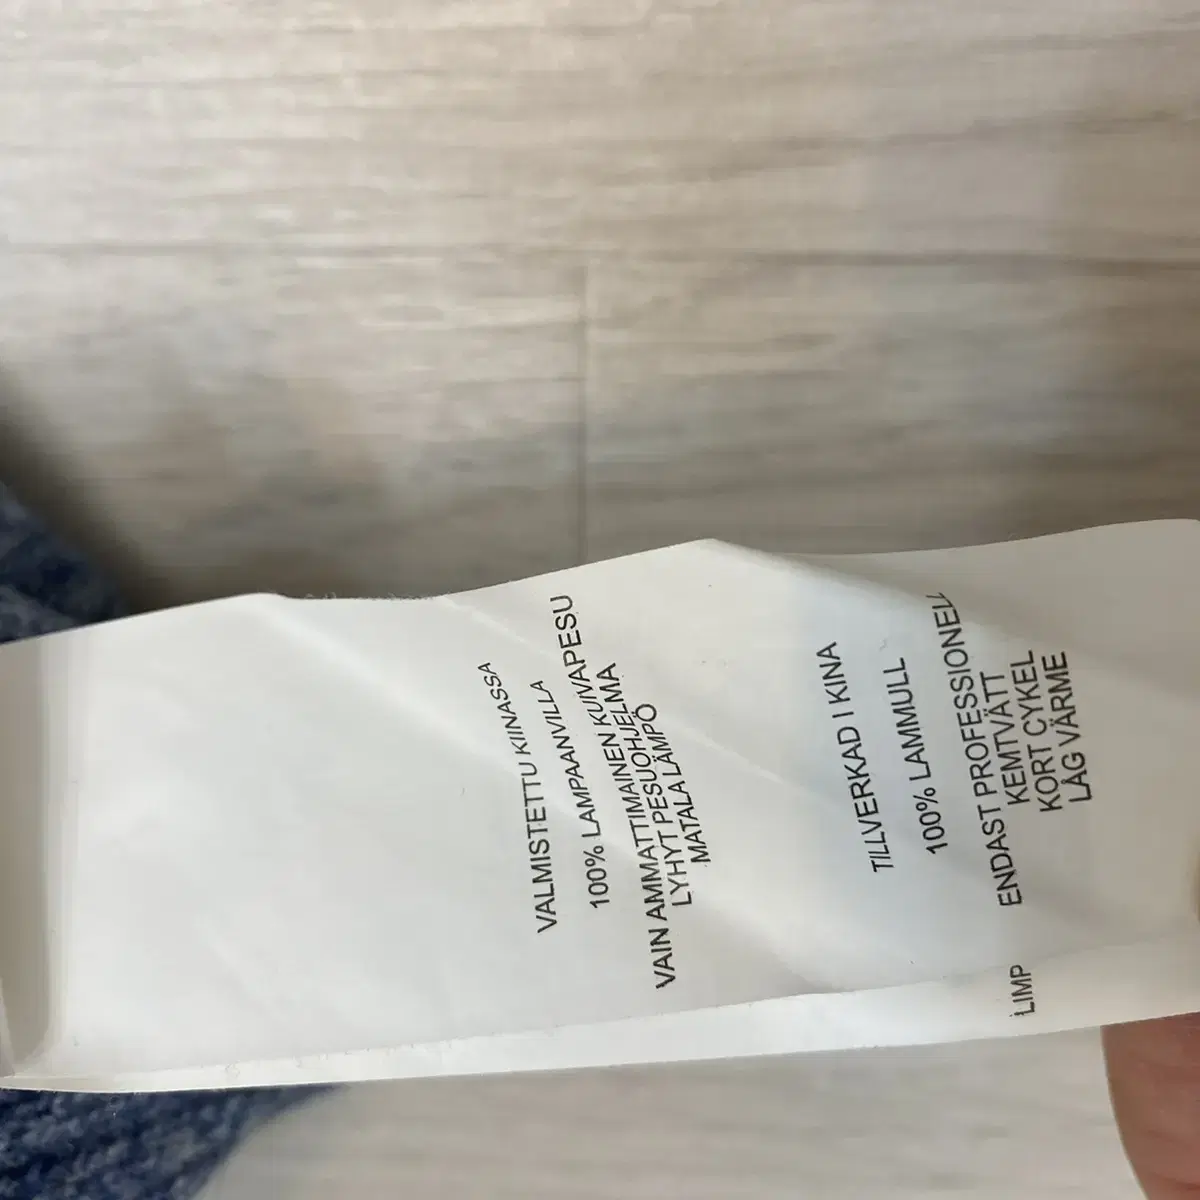 VALMISTETTU KIINASSA
100% LAMPAANVILLA
VAIN AMMATTIMAINEN KUIVAPESU
LYHYT PESUOHJELMA
MATALA LÄMPÖ
TILLVERKAD I KINA
100% LAMMULL
ENDAST PROFESSIONELL
KEMTVÄTT
KORT CYKEL
LÅG VÄRME
LIMP